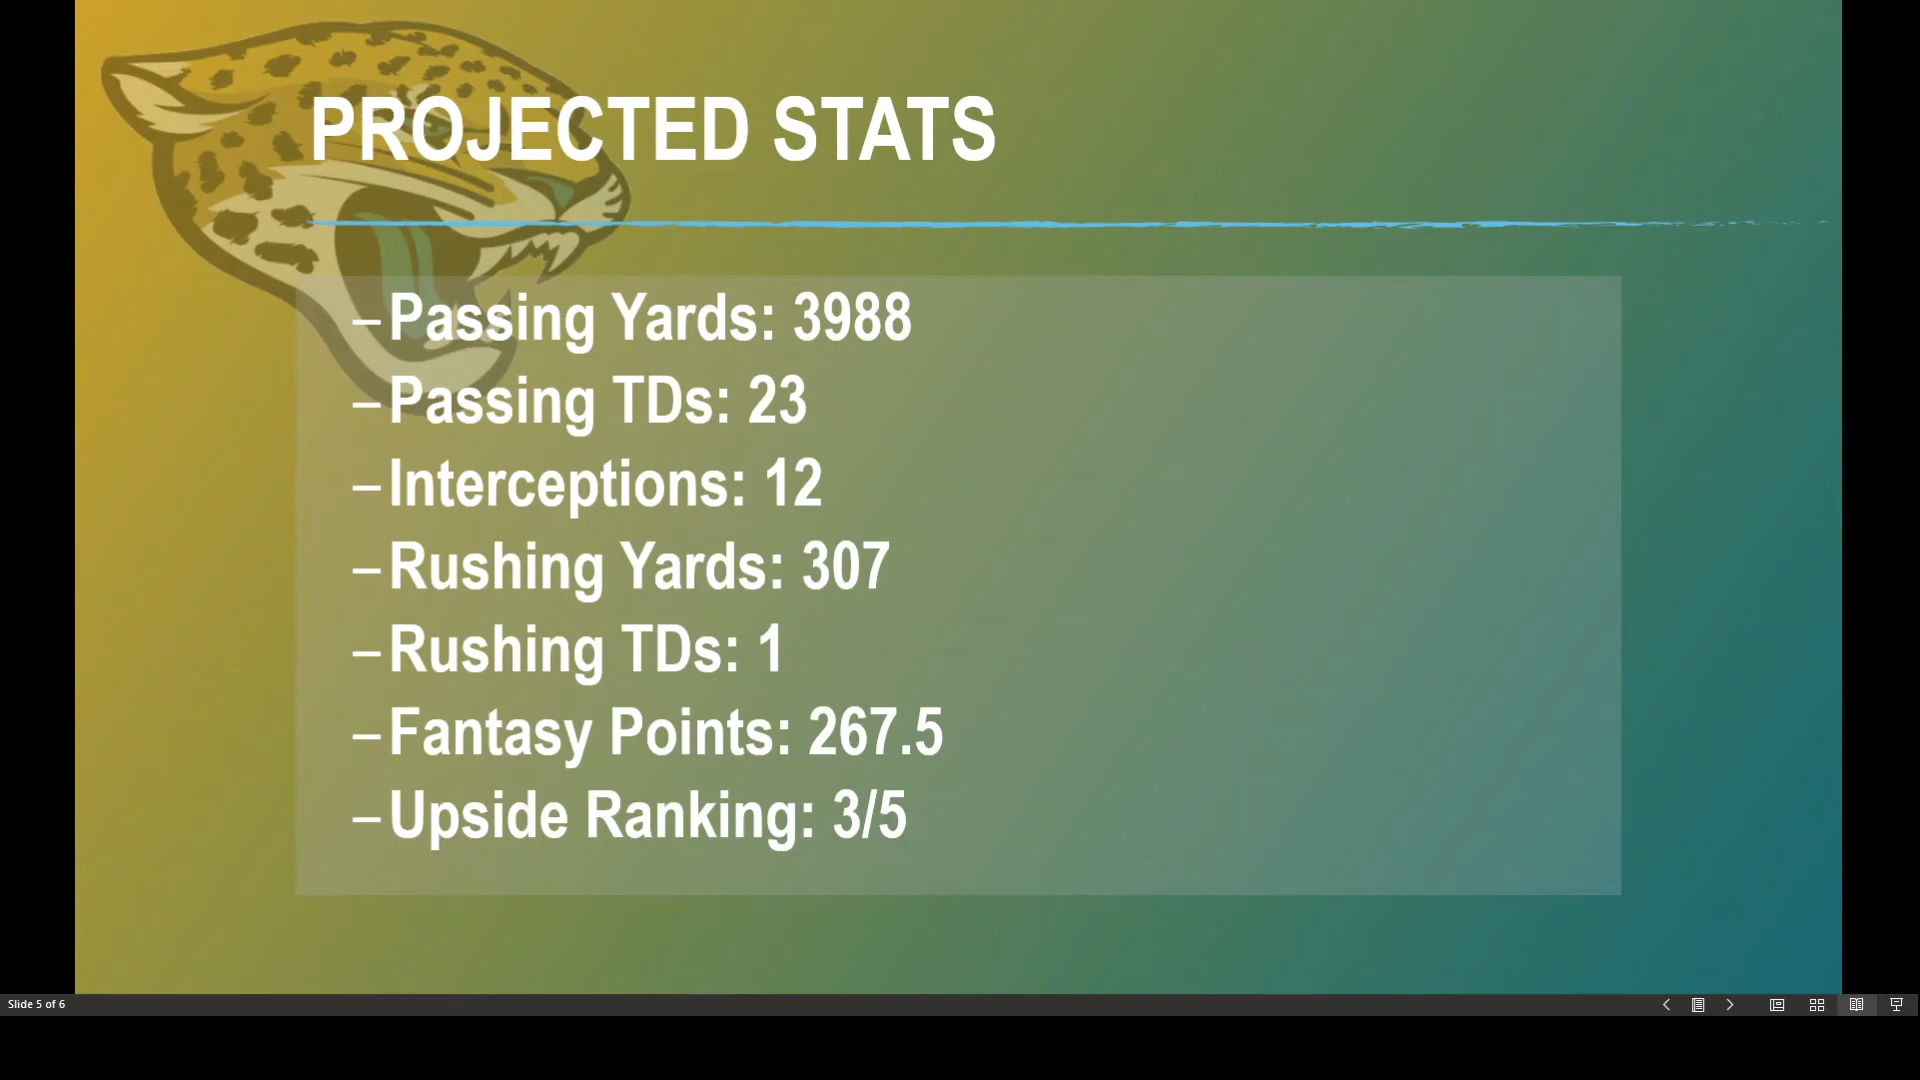 PROJECTED STATS
–Passing Yards: 3988
–Passing TDs: 23
–Interceptions: 12
–Rushing Yards: 307
–Rushing TDs: 1
–Fantasy Points: 267.5
–Upside Ranking: 3/5
Slide 5 of 6